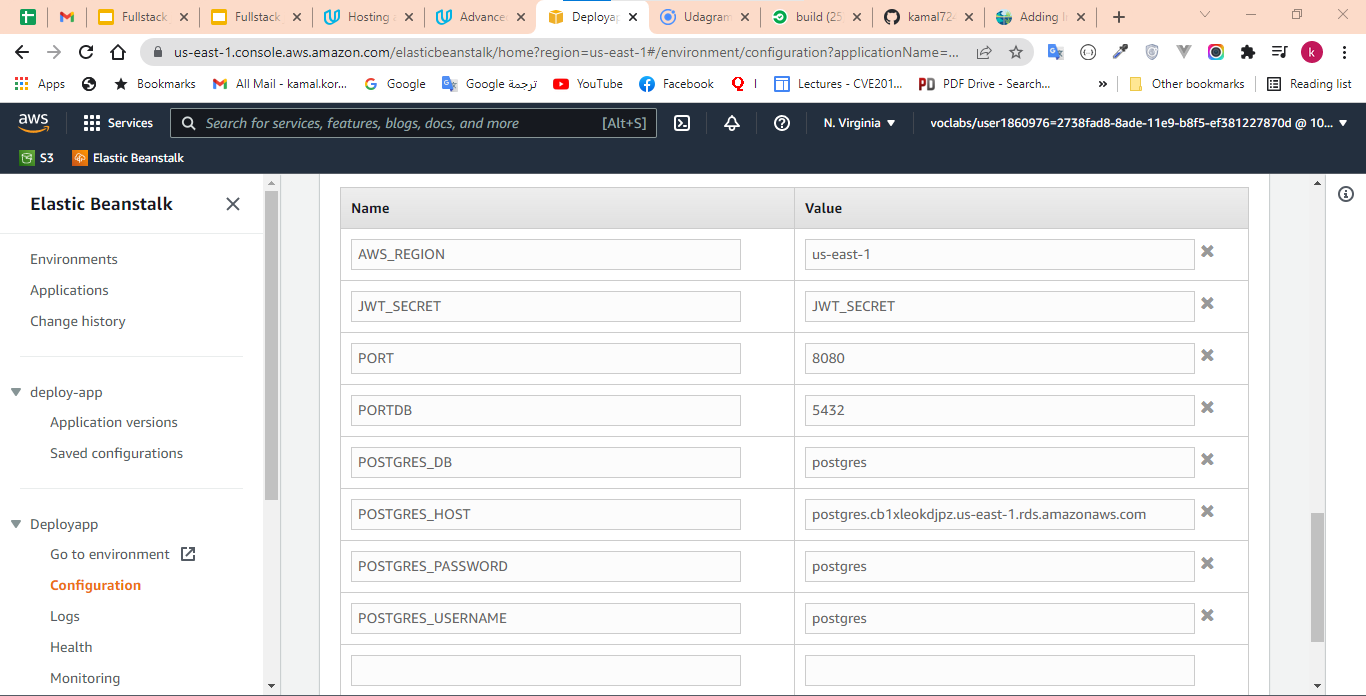 Fullstack
Fullstack
Hosting
Advance
Deployap
Udagram
build (25
kamal724
Adding l
us-east-1.console.aws.amazon.com/elasticbeanstalk/home?region=us-east-1#/environment/configuration?applicationName=...
k
Apps
Bookmarks
All Mail - kamal.kor...
Google
Google ترجمة
YouTube
Facebook
Lectures - CVE201...
PD PDF Drive - Search...
»
Other bookmarks
Reading list
aws
Services
Search for services, features, blogs, docs, and more
[Alt+S]
N. Virginia
voclabs/user1860976=2738fad8-8ade-11e9-b8f5-ef381227870d @ 10...
S3
Elastic Beanstalk
Elastic Beanstalk
Environments
Applications
Change history
deploy-app
Application versions
Saved configurations
Deployapp
Go to environment
Configuration
Logs
Health
Monitoring
Name Value
AWS_REGION us-east-1
JWT_SECRET JWT_SECRET
PORT 8080
PORTDB 5432
POSTGRES_DB postgres
POSTGRES_HOST postgres.cb1xleokdjpz.us-east-1.rds.amazonaws.com
POSTGRES_PASSWORD postgres
POSTGRES_USERNAME postgres